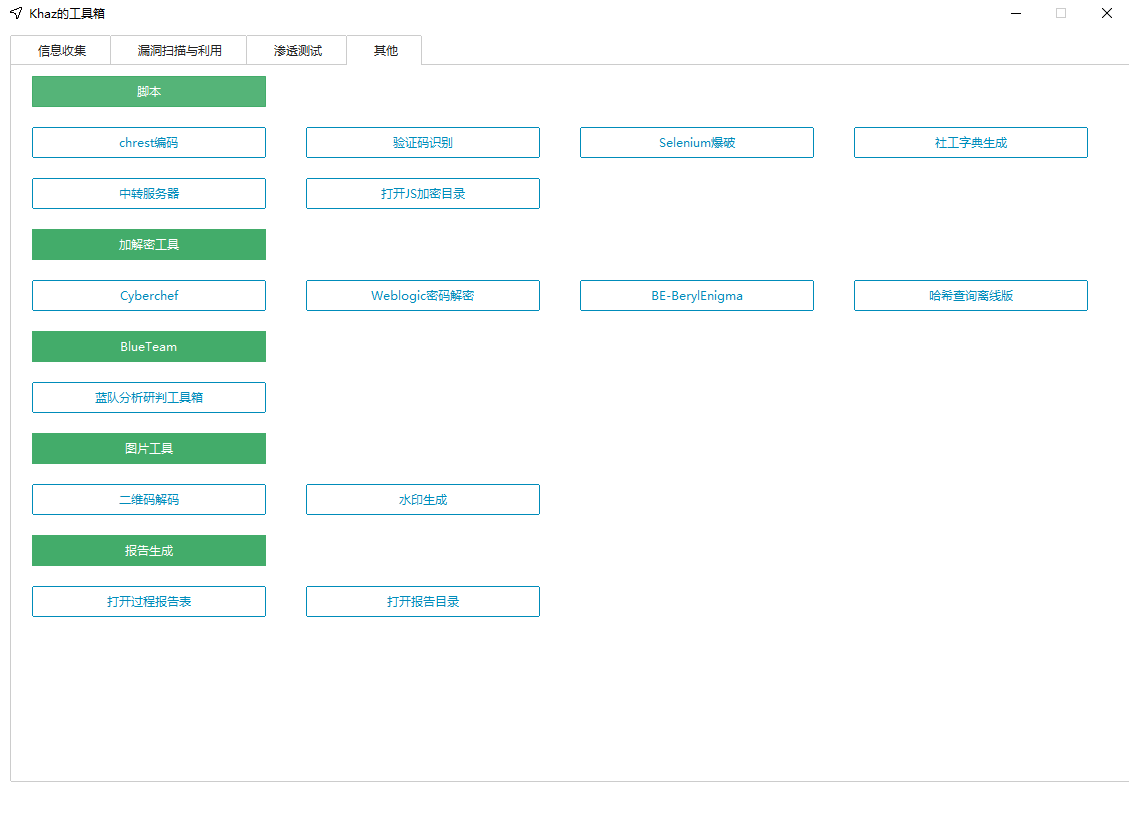 Khaz的工具箱
信息收集 漏洞扫描与利用 渗透测试 其他
脚本
chrest编码 验证码识别 Selenium爆破 社工字典生成
中转服务器 打开JS加密目录
加解密工具
Cyberchef Weblogic密码解密 BE-BerylEnigma 哈希查询离线版
BlueTeam
蓝队分析研判工具箱
图片工具
二维码解码 水印生成
报告生成
打开过程报告表 打开报告目录